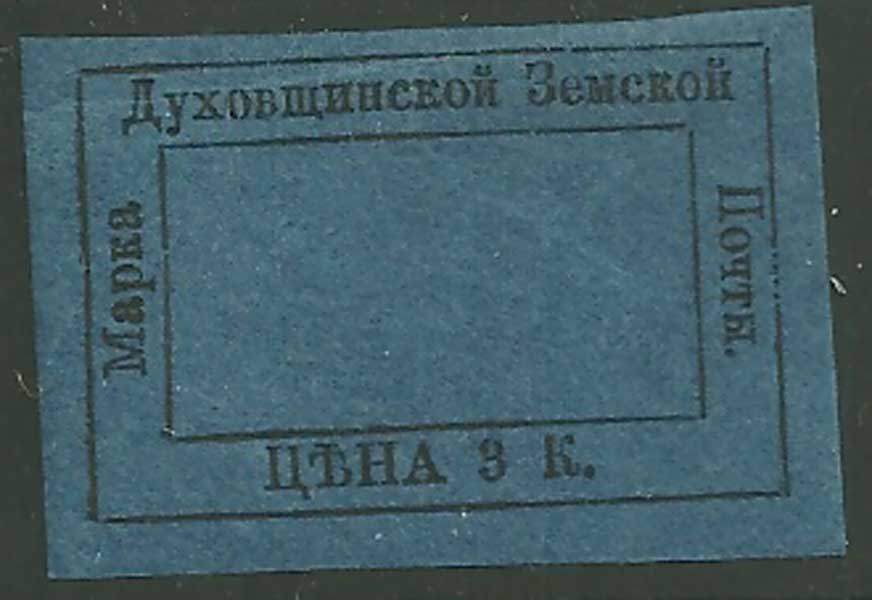 Марка
Духовщинской Земской
Почты.
ЦѢНА 3 К.